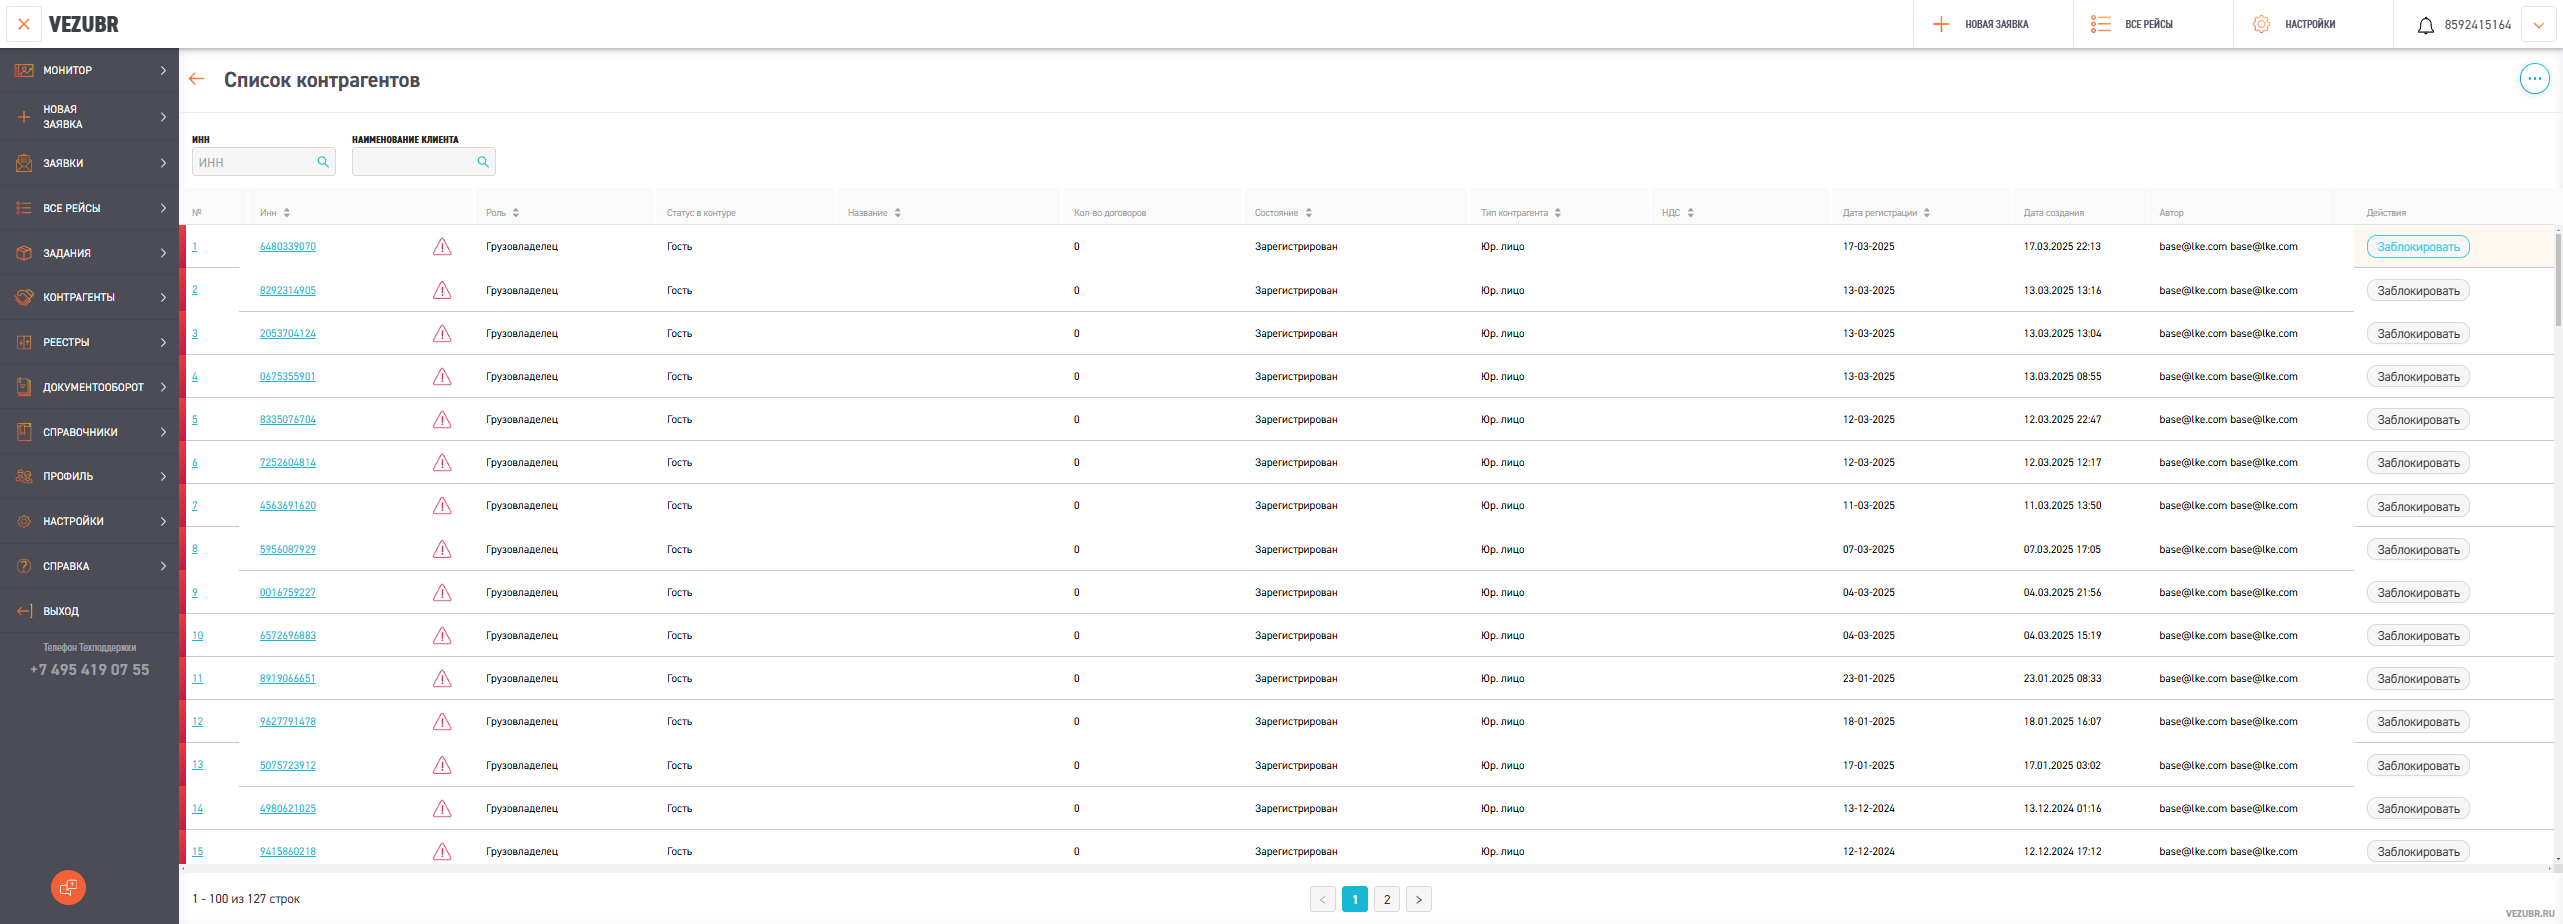 VEZUBR
НОВАЯ ЗАЯВКА
ВСЕ РЕЙСЫ
НАСТРОЙКИ
8592415164
МОНИТОР
НОВАЯ
ЗАЯВКА
ЗАЯВКИ
ВСЕ РЕЙСЫ
ЗАДАНИЯ
КОНТРАГЕНТЫ
РЕЕСТРЫ
ДОКУМЕНТООБОРОТ
СПРАВОЧНИКИ
ПРОФИЛЬ
НАСТРОЙКИ
СПРАВКА
ВЫХОД
Телефон Техподдержки
+7 495 419 07 55
Список контрагентов
ИНН
НАИМЕНОВАНИЕ КЛИЕНТА
ИНН
№ Инн Роль Статус в контуре Название Кол-во договоров Состояние Тип контрагента НДС Дата регистрации Дата создания Автор Действия
1 6480339070 Грузовладелец Гость 0 Зарегистрирован Юр. лицо 17-03-2025 17.03.2025 22:13 base@lke.com base@lke.com Заблокировать
2 8292314905 Грузовладелец Гость 0 Зарегистрирован Юр. лицо 13-03-2025 13.03.2025 13:16 base@lke.com base@lke.com Заблокировать
3 2053704124 Грузовладелец Гость 0 Зарегистрирован Юр. лицо 13-03-2025 13.03.2025 13:04 base@lke.com base@lke.com Заблокировать
4 0675355901 Грузовладелец Гость 0 Зарегистрирован Юр. лицо 13-03-2025 13.03.2025 08:55 base@lke.com base@lke.com Заблокировать
5 8335076704 Грузовладелец Гость 0 Зарегистрирован Юр. лицо 12-03-2025 12.03.2025 22:47 base@lke.com base@lke.com Заблокировать
6 7252604814 Грузовладелец Гость 0 Зарегистрирован Юр. лицо 12-03-2025 12.03.2025 12:17 base@lke.com base@lke.com Заблокировать
7 4563691620 Грузовладелец Гость 0 Зарегистрирован Юр. лицо 11-03-2025 11.03.2025 13:50 base@lke.com base@lke.com Заблокировать
8 5956087929 Грузовладелец Гость 0 Зарегистрирован Юр. лицо 07-03-2025 07.03.2025 17:05 base@lke.com base@lke.com Заблокировать
9 0016759227 Грузовладелец Гость 0 Зарегистрирован Юр. лицо 04-03-2025 04.03.2025 21:56 base@lke.com base@lke.com Заблокировать
10 6572696883 Грузовладелец Гость 0 Зарегистрирован Юр. лицо 04-03-2025 04.03.2025 15:19 base@lke.com base@lke.com Заблокировать
11 8919066651 Грузовладелец Гость 0 Зарегистрирован Юр. лицо 23-01-2025 23.01.2025 08:33 base@lke.com base@lke.com Заблокировать
12 9627791478 Грузовладелец Гость 0 Зарегистрирован Юр. лицо 18-01-2025 18.01.2025 16:07 base@lke.com base@lke.com Заблокировать
13 5075723912 Грузовладелец Гость 0 Зарегистрирован Юр. лицо 17-01-2025 17.01.2025 03:02 base@lke.com base@lke.com Заблокировать
14 4980621025 Грузовладелец Гость 0 Зарегистрирован Юр. лицо 13-12-2024 13.12.2024 01:16 base@lke.com base@lke.com Заблокировать
15 9415860218 Грузовладелец Гость 0 Зарегистрирован Юр. лицо 12-12-2024 12.12.2024 17:12 base@lke.com base@lke.com Заблокировать
1 - 100 из 127 строк
1 2
VEZUBR.RU